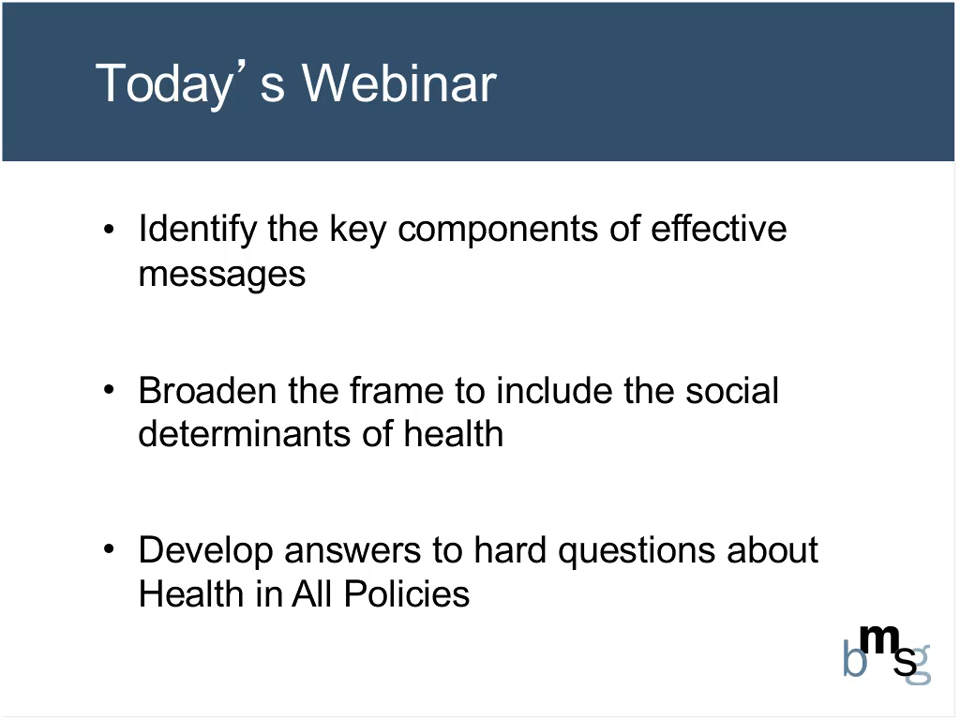 Today’s Webinar
• Identify the key components of effective
messages
• Broaden the frame to include the social
determinants of health
• Develop answers to hard questions about
Health in All Policies
bmsg